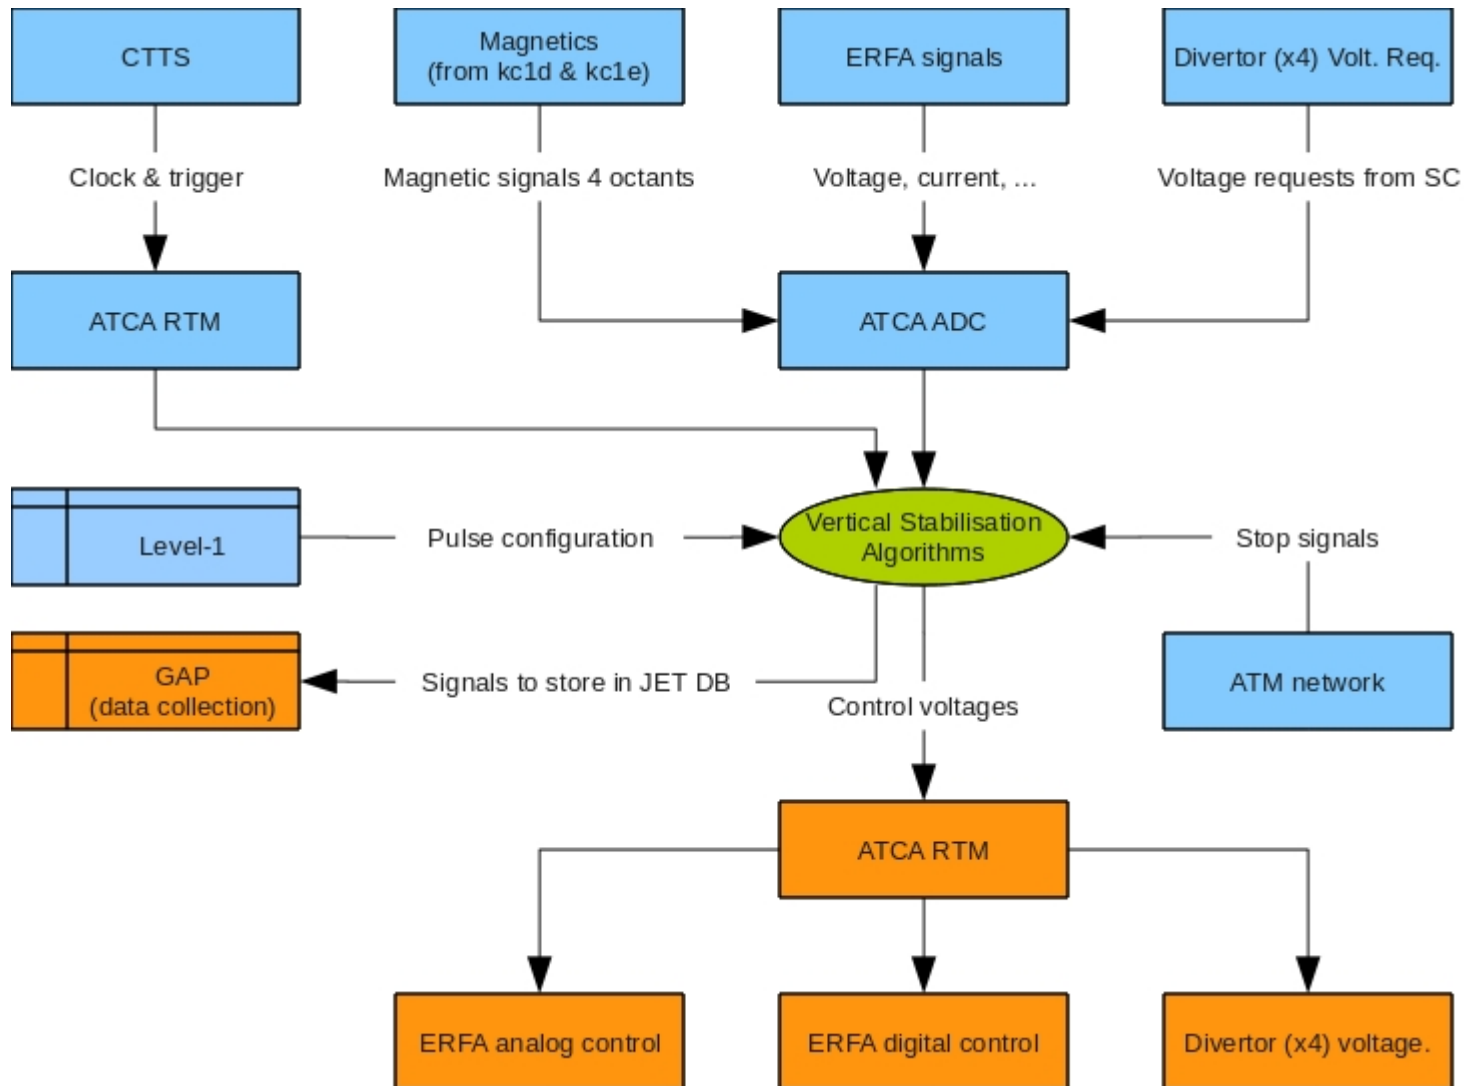 CTTS
Magnetics
(from kc1d & kc1e)
ERFA signals
Divertor (x4) Volt. Req.
Clock & trigger
Magnetic signals 4 octants
Voltage, current, ...
Voltage requests from SC
ATCA RTM
ATCA ADC
Level-1
Pulse configuration
Vertical Stabilisation
Algorithms
Stop signals
GAP
(data collection)
Signals to store in JET DB
Control voltages
ATM network
ATCA RTM
ERFA analog control
ERFA digital control
Divertor (x4) voltage.